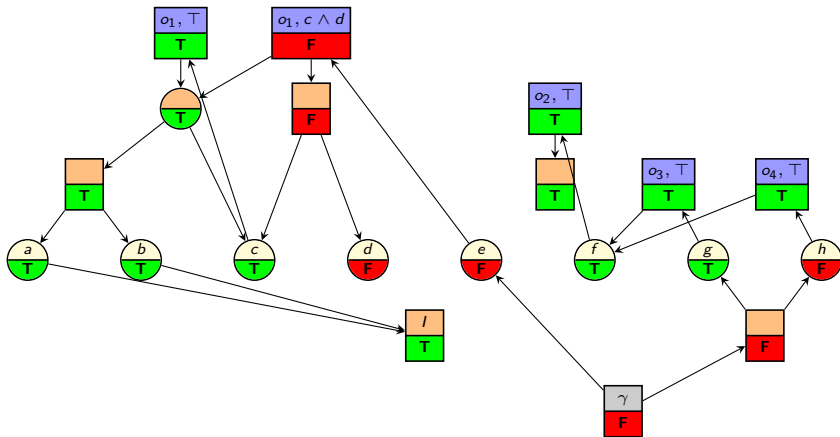 o₁, ⊤
T
o₁, c ∧ d
F
T
F
o₂, ⊤
T
T
T
o₃, ⊤
T
o₄, ⊤
T
a
T
b
T
c
T
d
F
e
F
f
T
g
T
h
F
I
T
F
γ
F